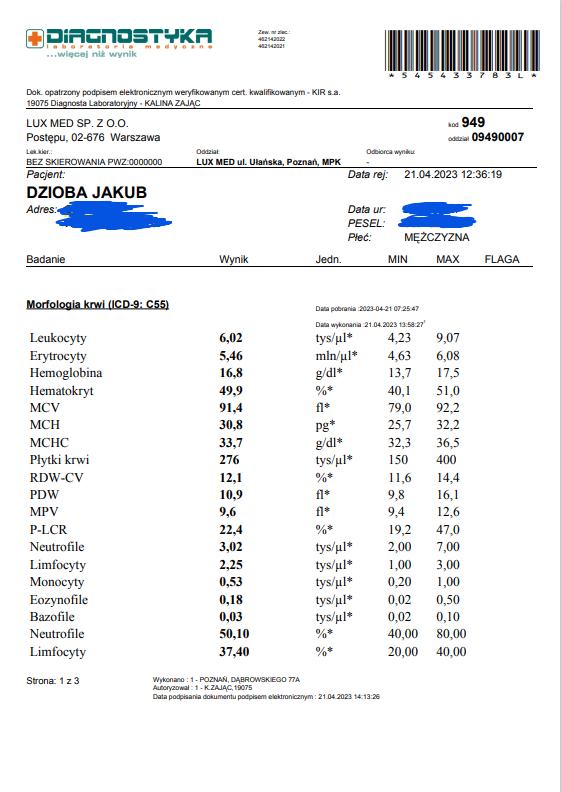 DIAGNOSTYKA
laboratoria medyczne
...więcej niż wynik
Zew. nr zlec.:
462142022
462142021
*54543783L*
Dok. opatrzony podpisem elektronicznym weryfikowanym cert. kwalifikowanym - KIR s.a.
19075 Diagnosta Laboratoryjny - KALINA ZAJĄC
LUX MED SP. Z O.O.
kod 949
Postępu, 02-676 Warszawa
oddział 09490007
Lek.kier.: Oddział: Odbiorca wyniku:
BEZ SKIEROWANIA PWZ:0000000 LUX MED ul. Ułańska, Poznań, MPK -
Pacjent: Data rej: 21.04.2023 12:36:19
DZIOBA JAKUB
Adres: Data ur:
PESEL:
Płeć: MĘŻCZYZNA
Badanie Wynik Jedn. MIN MAX FLAGA
Morfologia krwi (ICD-9: C55) Data pobrania :2023-04-21 07:25:47
Data wykonania :21.04.2023 13:58:27¹
Leukocyty 6,02 tys/µl* 4,23 9,07
Erytrocyty 5,46 mln/µl* 4,63 6,08
Hemoglobina 16,8 g/dl* 13,7 17,5
Hematokryt 49,9 %* 40,1 51,0
MCV 91,4 fl* 79,0 92,2
MCH 30,8 pg* 25,7 32,2
MCHC 33,7 g/dl* 32,3 36,5
Płytki krwi 276 tys/µl* 150 400
RDW-CV 12,1 %* 11,6 14,4
PDW 10,9 fl* 9,8 16,1
MPV 9,6 fl* 9,4 12,6
P-LCR 22,4 %* 19,2 47,0
Neutrofile 3,02 tys/µl* 2,00 7,00
Limfocyty 2,25 tys/µl* 1,00 3,00
Monocyty 0,53 tys/µl* 0,20 1,00
Eozynofile 0,18 tys/µl* 0,02 0,50
Bazofile 0,03 tys/µl* 0,02 0,10
Neutrofile 50,10 %* 40,00 80,00
Limfocyty 37,40 %* 20,00 40,00
Strona: 1 z 3
Wykonano : 1 - POZNAŃ, DĄBROWSKIEGO 77A
Autoryzował : 1 - K.ZAJĄC,19075
Data podpisania dokumentu podpisem elektronicznym : 21.04.2023 14:13:26